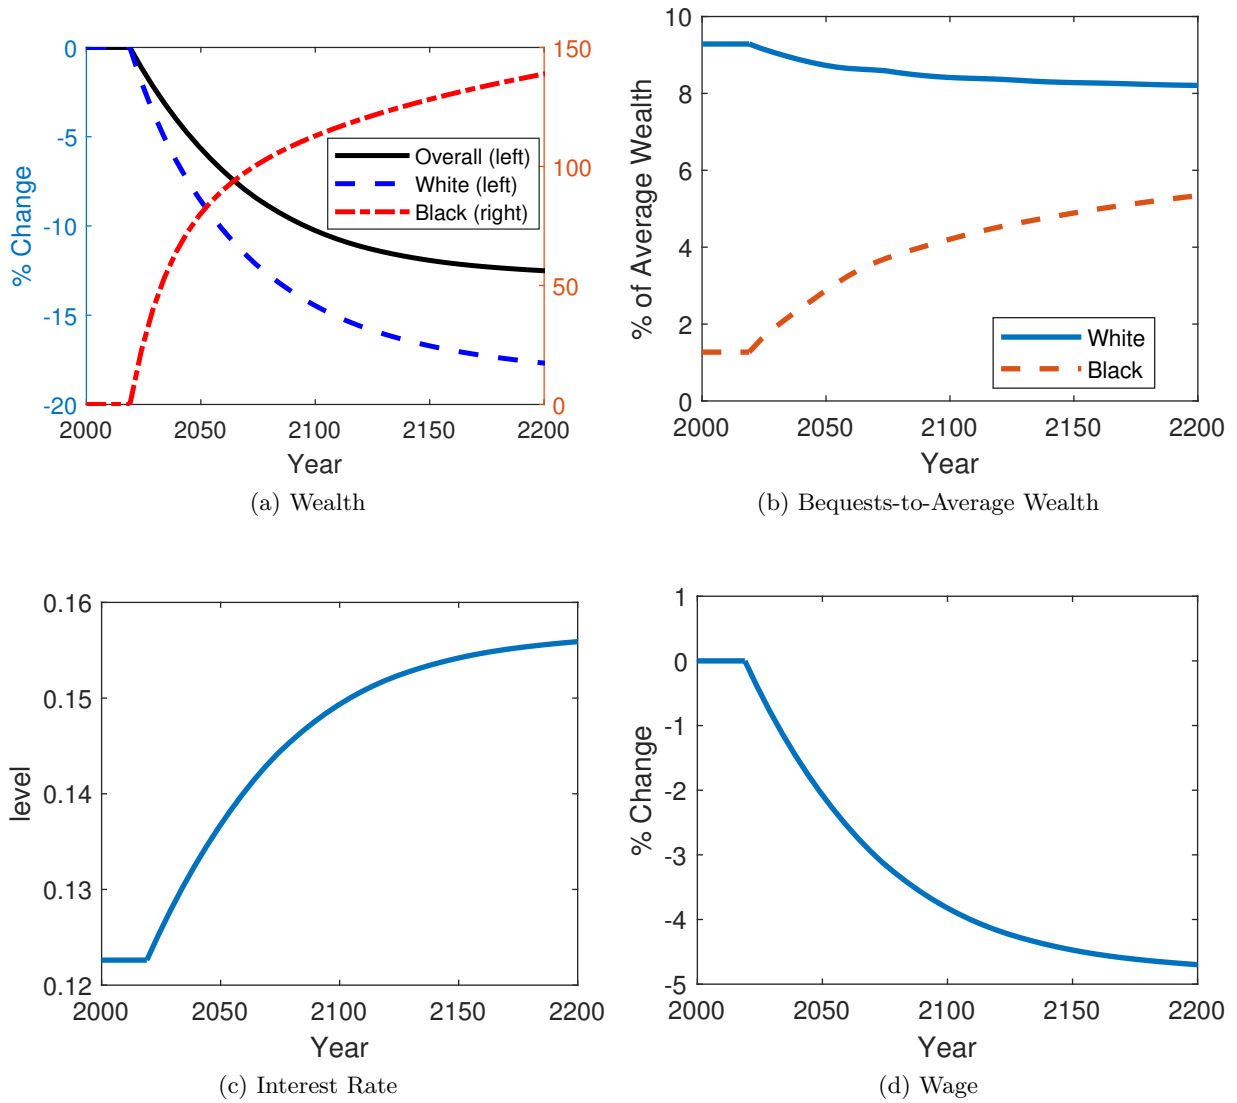 0
-5
-10
-15
-20
% Change
150
100
50
0
Overall (left)
White (left)
Black (right)
2000 2050 2100 2150 2200
Year
(a) Wealth
10
8
6
4
2
0
% of Average Wealth
White
Black
2000 2050 2100 2150 2200
Year
(b) Bequests-to-Average Wealth
0.16
0.15
0.14
0.13
0.12
level
2000 2050 2100 2150 2200
Year
(c) Interest Rate
1
0
-1
-2
-3
-4
-5
% Change
2000 2050 2100 2150 2200
Year
(d) Wage